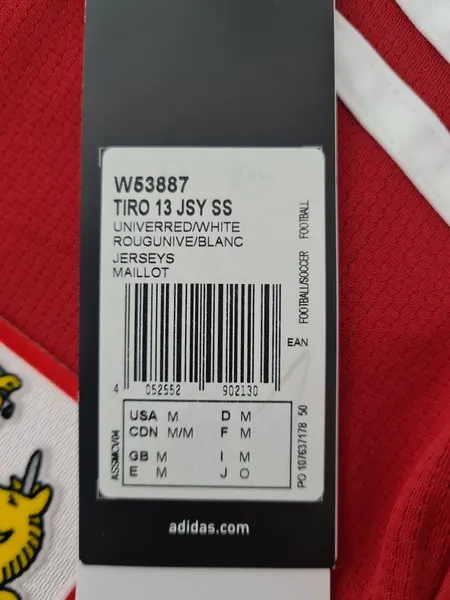 W53887
TIRO 13 JSY SS
UNIVERRED/WHITE
ROUGUNIVE/BLANC
JERSEYS
MAILLOT
FOOTBALL/SOCCER FOOTBALL
EAN
4 052552 902130
USA M D M
CDN M/M F M
GB M I M
E M J O
ASSMCV04
PO 107637178 50
adidas.com